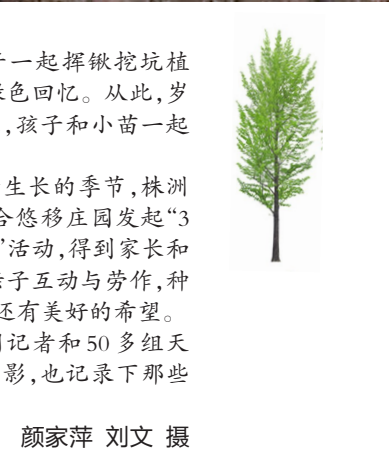 一起挥锹挖坑植
绿色回忆。从此,岁
,孩子和小苗一起
生长的季节,株洲
合悠移庄园发起“3
”活动,得到家长和
亲子互动与劳作,种
还有美好的希望。
记者和50多组天
影,也记录下那些
颜家萍 刘文 摄